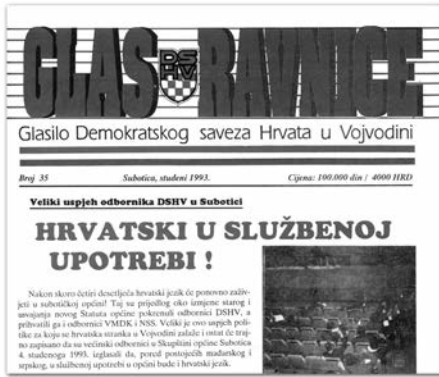 GLAS RAVNICE
DSHV
Glasilo Demokratskog saveza Hrvata u Vojvodini
Broj 35 Subotica, studeni 1993. Cijena: 100.000 din / 4000 HRD
Veliki uspjeh odbornika DSHV u Subotici
HRVATSKI U SLUŽBENOJ
UPOTREBI !
Nakon skoro četiri desetljeća hrvatski jezik će ponovno zaživ-
jeti u subotičkoj općini! Taj su prijedlog oko izmjene starog i
usvajanja novog Statuta općine pokrenuli odbornici DSHV, a
prihvatili ga i odbornici VMDK i NSS. Veliki je ovo uspjeh poli-
tike za koju se hrvatska stranka u Vojvodini zalaže i ostat će traj-
no zapisano da su većinski odbornici u Skupštini općine Subotica
4. studenoga 1993. izglasali da, pored postojećih mađarskog i
srpskog, u službenoj upotrebi u općini bude i hrvatski jezik.